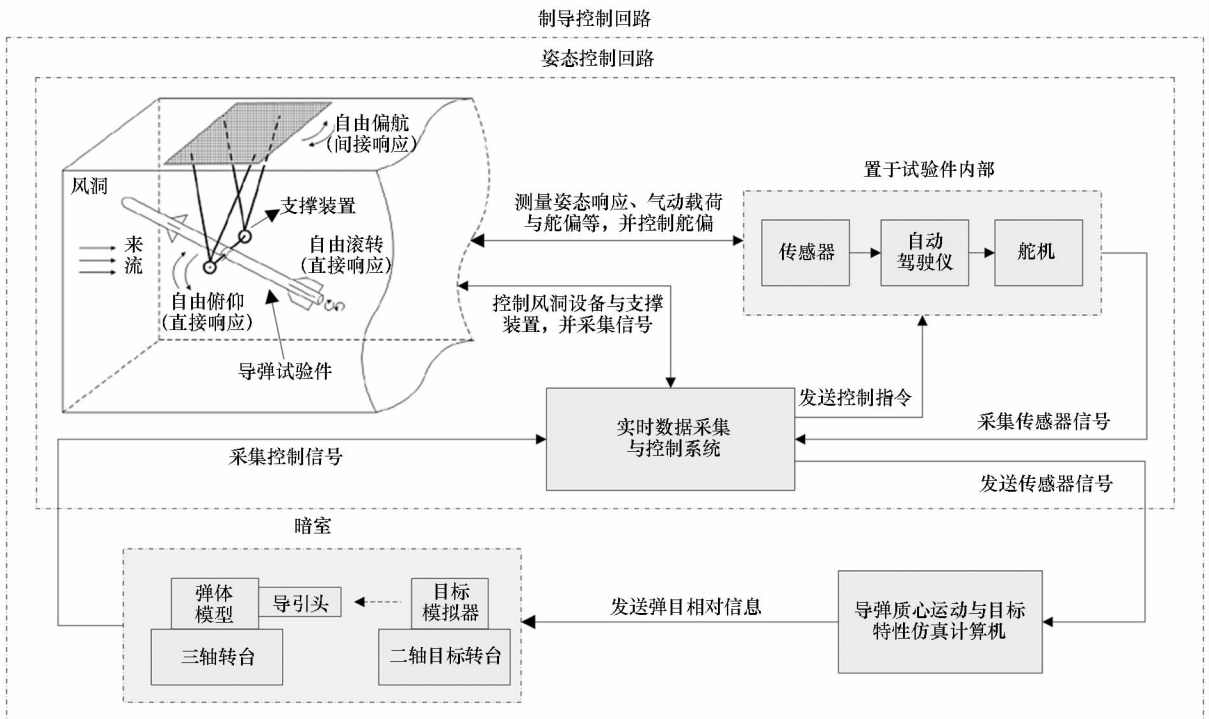 制导控制回路
姿态控制回路
自由偏航
(间接响应)
风洞
支撑装置
来
流
自由滚转
(直接响应)
自由俯仰
(直接响应)
导弹试验件
测量姿态响应、气动载荷
与舵偏等，并控制舵偏
控制风洞设备与支撑
装置，并采集信号
置于试验件内部
传感器
自动
驾驶仪
舵机
发送控制指令
实时数据采集
与控制系统
采集传感器信号
采集控制信号
发送传感器信号
暗室
弹体
模型
导引头
目标
模拟器
三轴转台
二轴目标转台
发送弹目相对信息
导弹质心运动与目标
特性仿真计算机